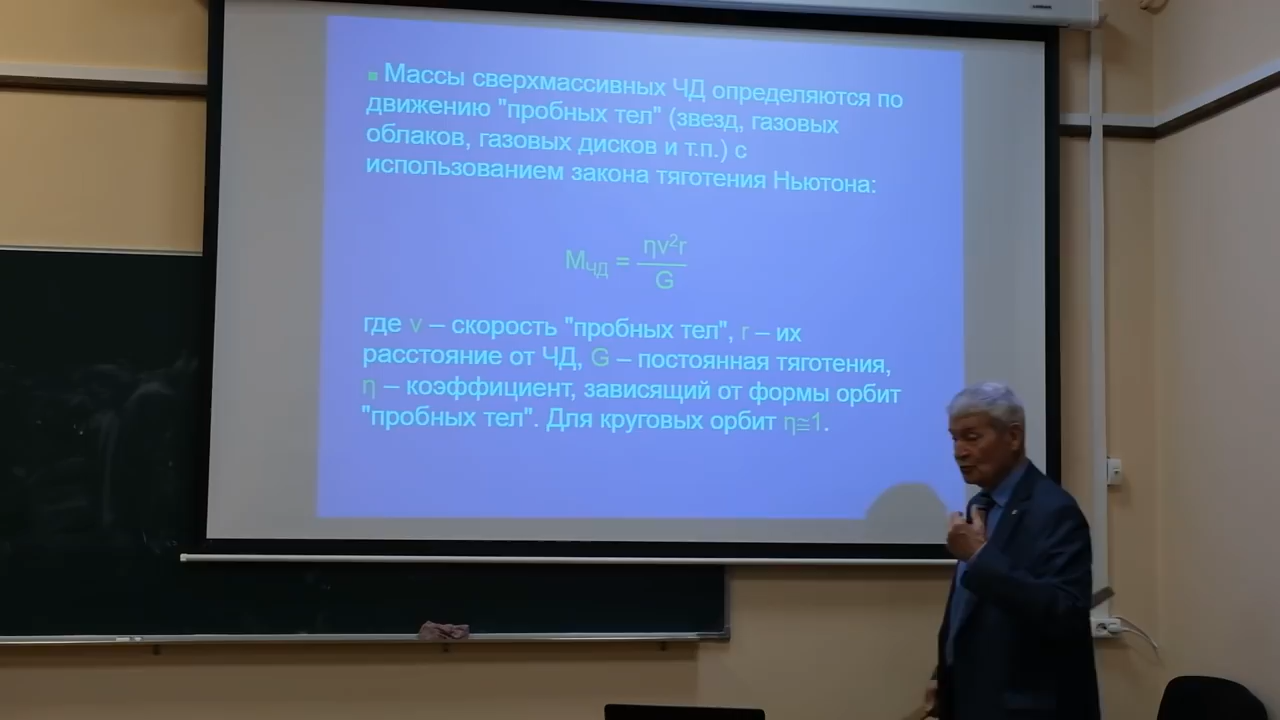 Массы сверхмассивных ЧД определяются по
движению "пробных тел" (звезд, газовых
облаков, газовых дисков и т.п.) с
использованием закона тяготения Ньютона:
M_ЧД = ηv²r / G
где v – скорость "пробных тел", r – их
расстояние от ЧД, G – постоянная тяготения,
η – коэффициент, зависящий от формы орбит
"пробных тел". Для круговых орбит η≅1.